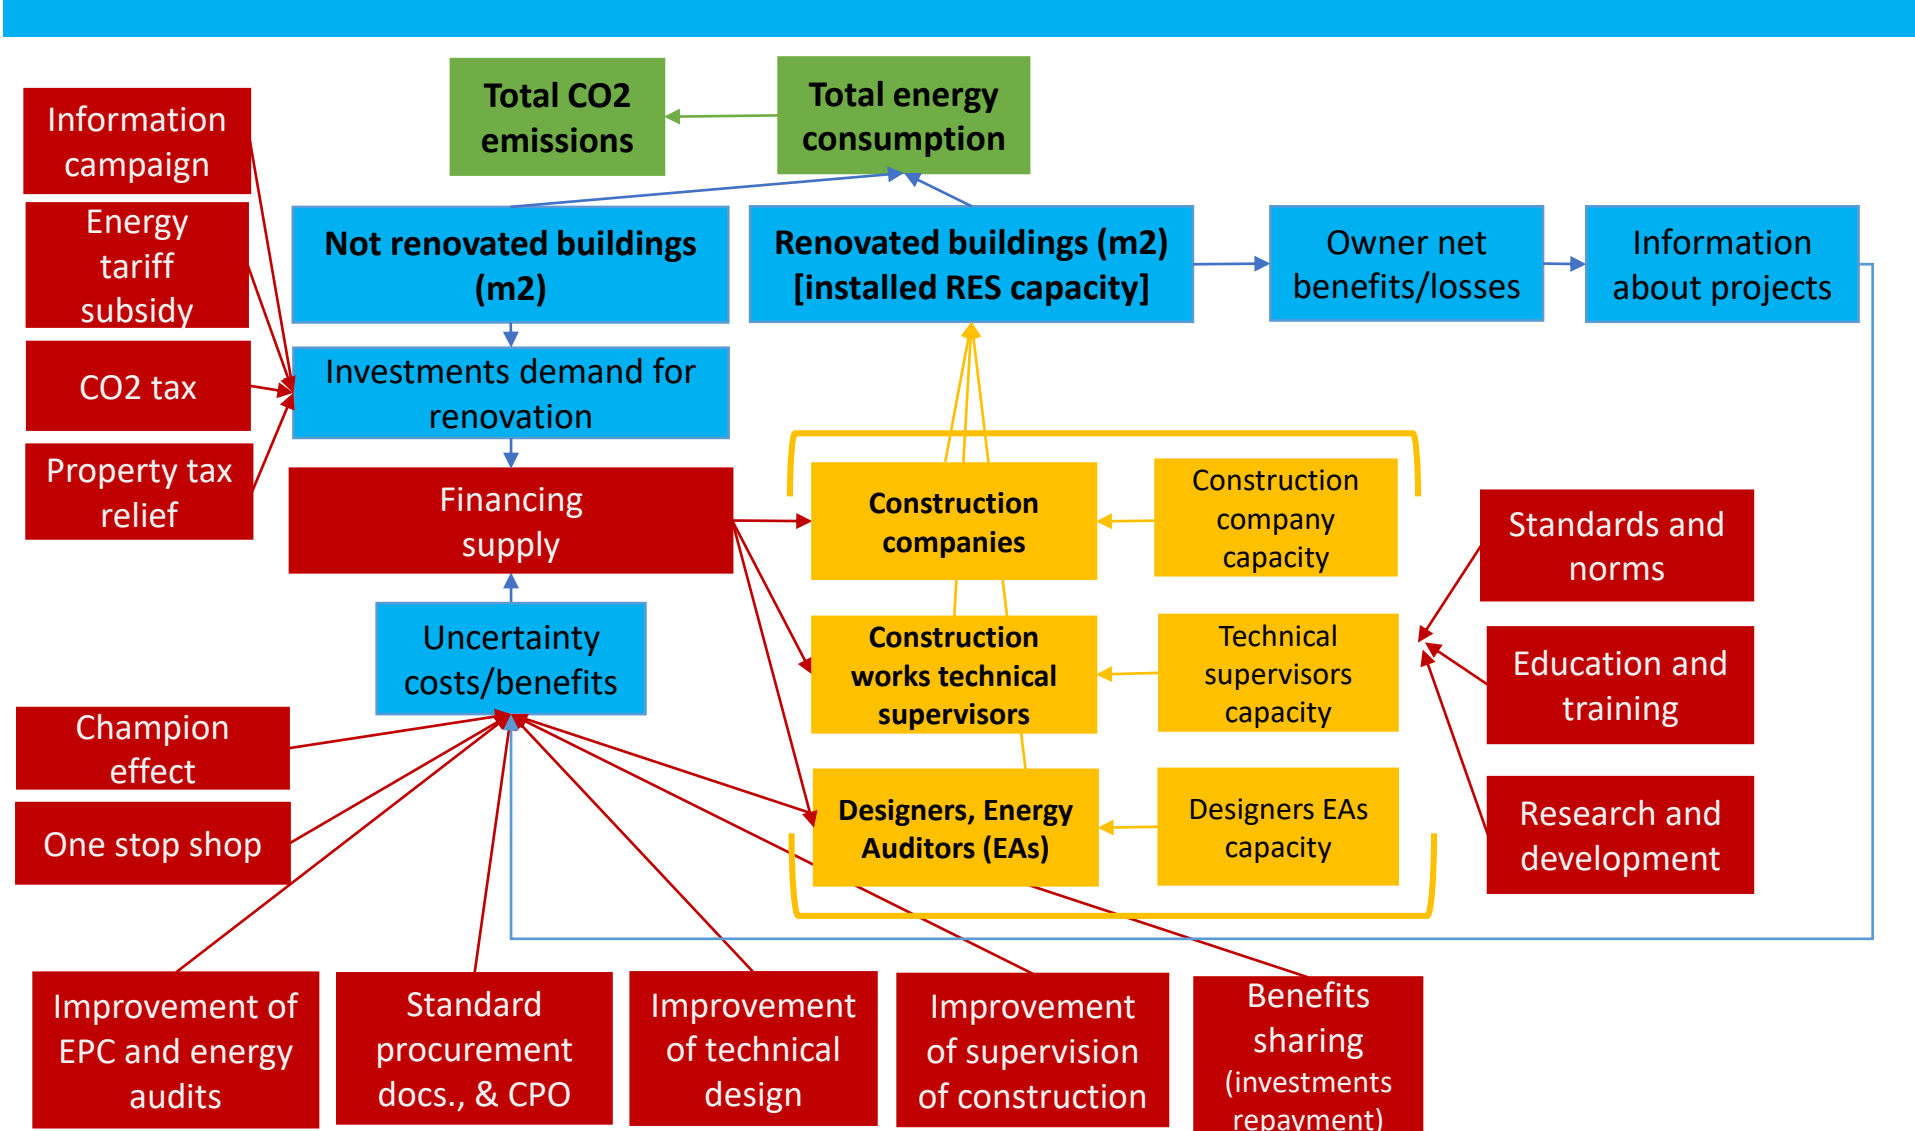 Total CO2
emissions
Total energy
consumption
Information
campaign
Energy
tariff
subsidy
CO2 tax
Property tax
relief
Not renovated buildings
(m2)
Renovated buildings (m2)
[installed RES capacity]
Owner net
benefits/losses
Information
about projects
Investments demand for
renovation
Financing
supply
Uncertainty
costs/benefits
Construction
companies
Construction
company
capacity
Construction
works technical
supervisors
Technical
supervisors
capacity
Designers, Energy
Auditors (EAs)
Designers EAs
capacity
Standards and
norms
Education and
training
Research and
development
Champion
effect
One stop shop
Improvement of
EPC and energy
audits
Standard
procurement
docs., & CPO
Improvement
of technical
design
Improvement
of supervision
of construction
Benefits
sharing
(investments
repayment)